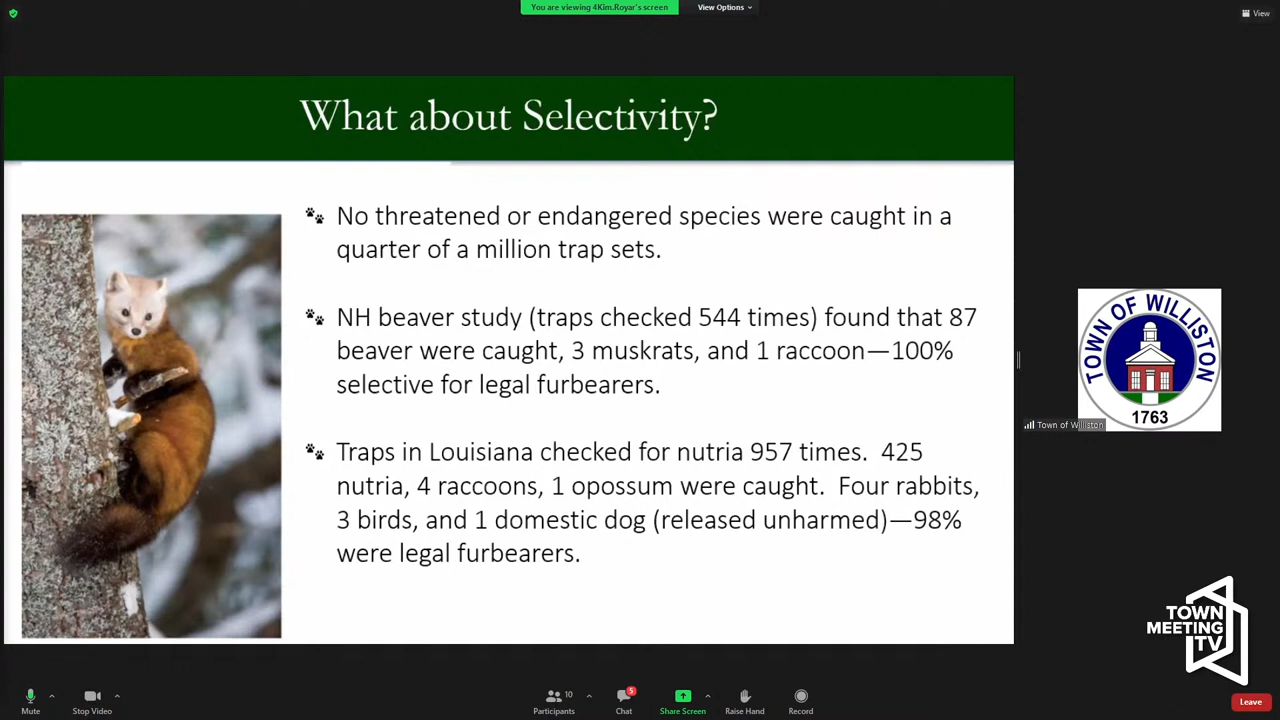 You are viewing 4Kim.Royar's screen
View Options
View
What about Selectivity?
No threatened or endangered species were caught in a
quarter of a million trap sets.
NH beaver study (traps checked 544 times) found that 87
beaver were caught, 3 muskrats, and 1 raccoon—100%
selective for legal furbearers.
Traps in Louisiana checked for nutria 957 times.  425
nutria, 4 raccoons, 1 opossum were caught.  Four rabbits,
3 birds, and 1 domestic dog (released unharmed)—98%
were legal furbearers.
TOWN OF WILLISTON
1763
Town of Williston
TOWN
MEETING
TV
Mute
Stop Video
Participants
10
Chat
5
Share Screen
Raise Hand
Record
Leave